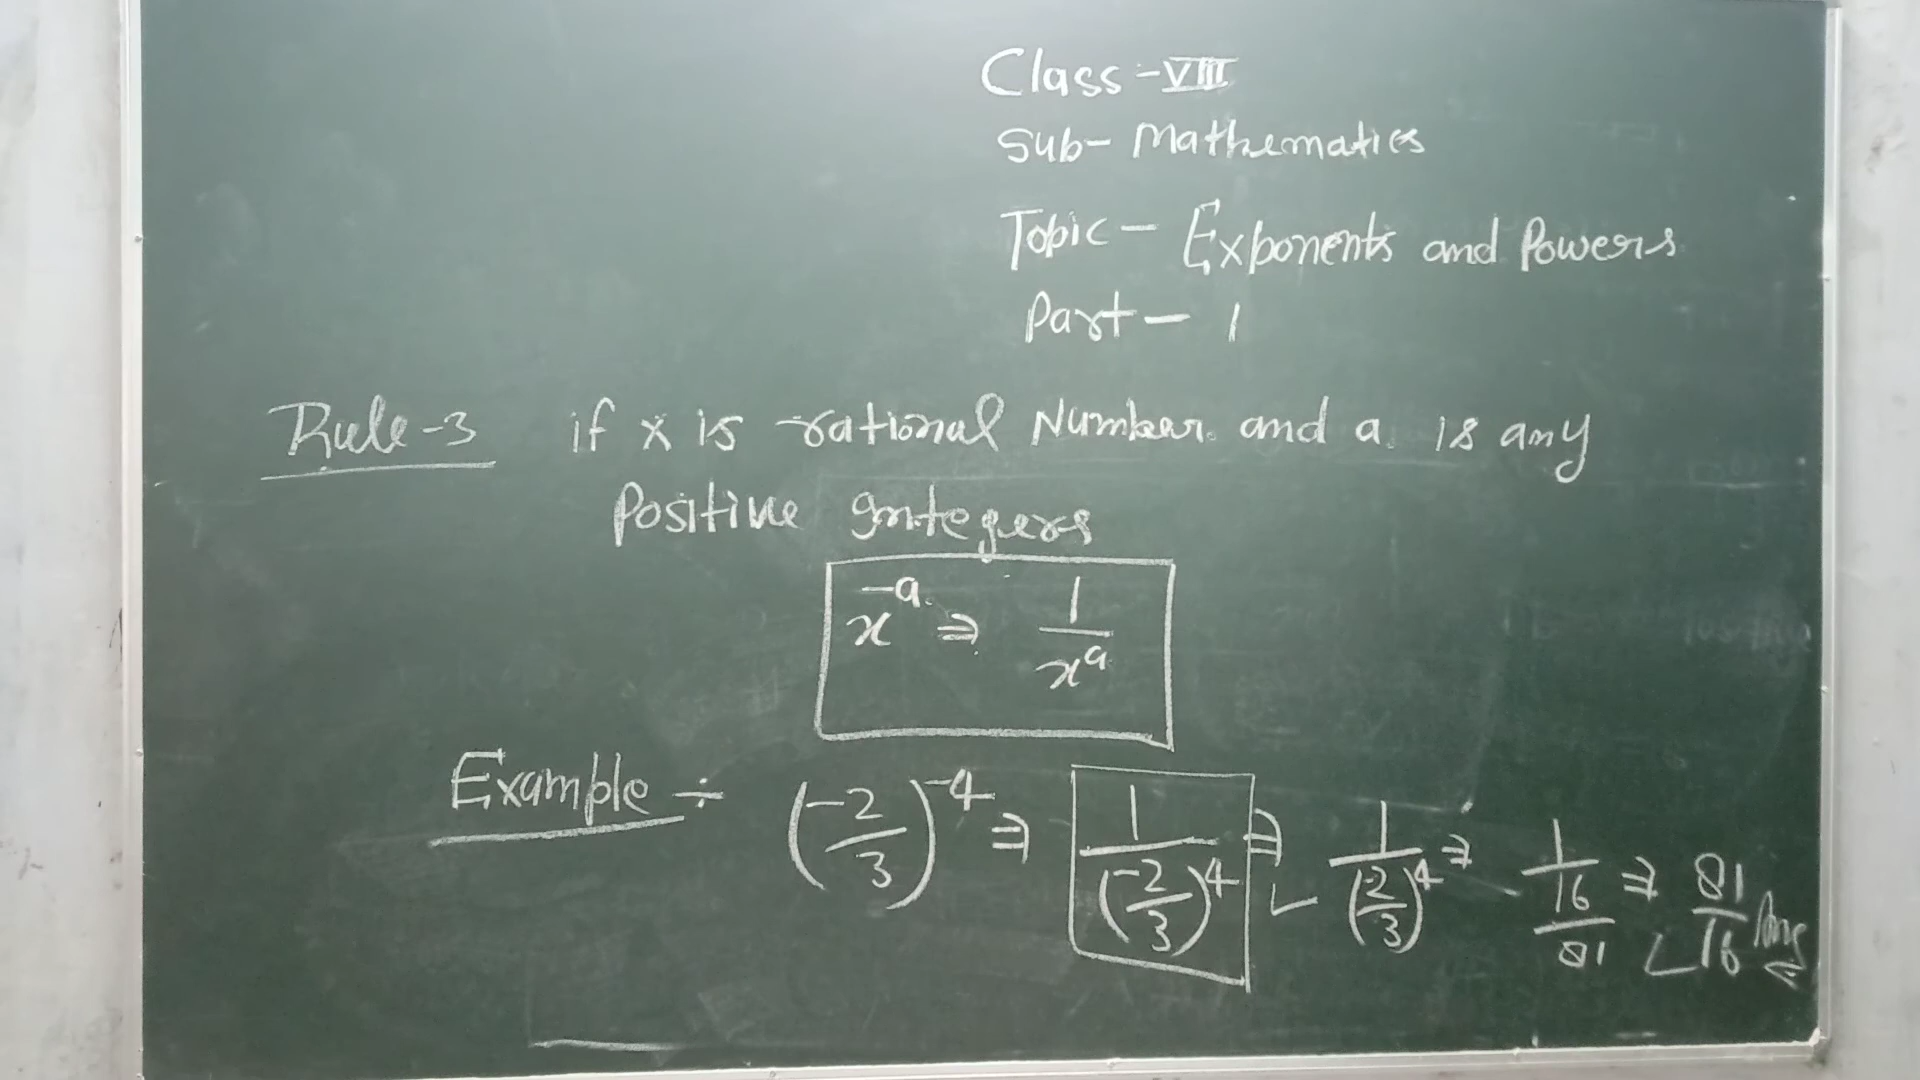 Class - VIII
Sub - Mathematics
Topic - Exponents and Powers
Part - 1
Rule-3 if x is rational Number and a is any
Positive Integers
x^-a ⇒ 1/x^a
Example ÷ (-2/3)^-4 ⇒ 1/(-2/3)^4 ⇒ 1/(2/3)^4 ⇒ 1/(16/81) ⇒ 81/16 Ans